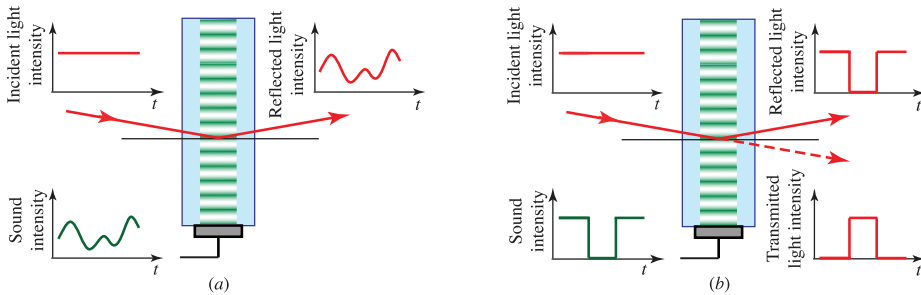 Incident light
intensity
t
Reflected light
intensity
t
Sound
intensity
t
(a)
Incident light
intensity
t
Reflected light
intensity
t
Sound
intensity
t
Transmitted
light intensity
t
(b)